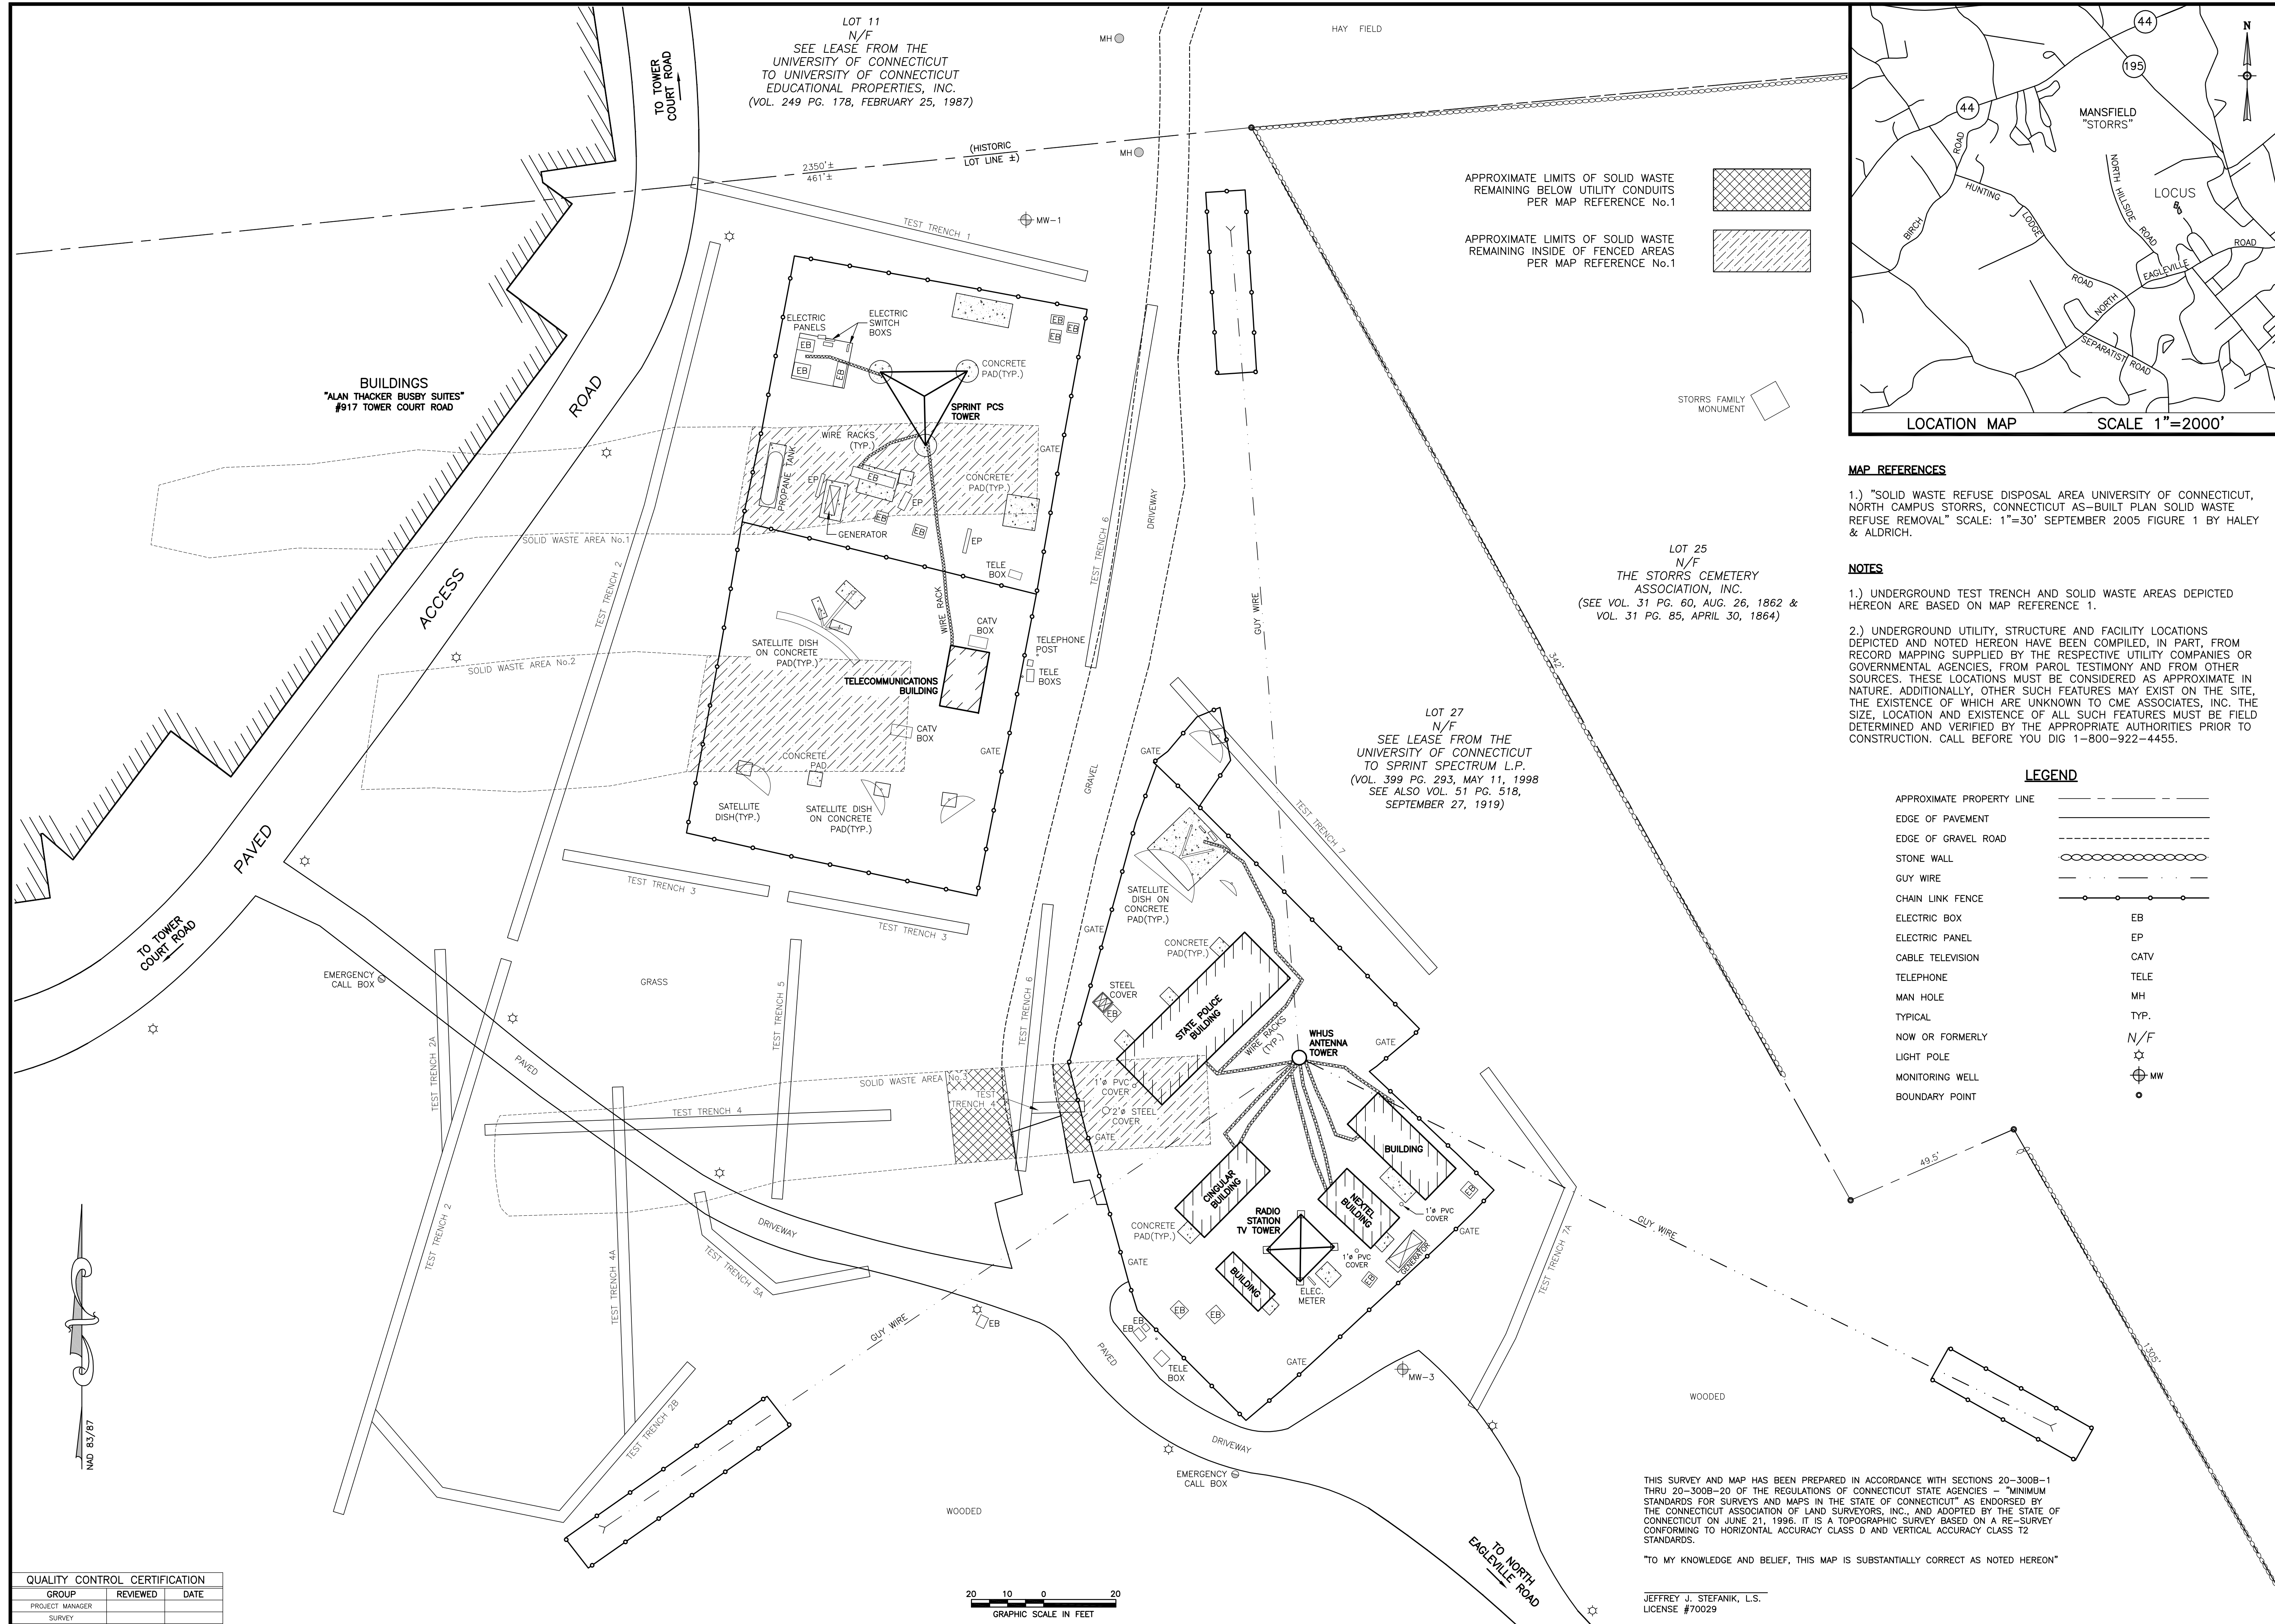 LOT 11
N/F
SEE LEASE FROM THE
UNIVERSITY OF CONNECTICUT
TO UNIVERSITY OF CONNECTICUT
EDUCATIONAL PROPERTIES, INC.
(VOL. 249 PG. 178, FEBRUARY 25, 1987)
TO TOWER
COURT ROAD
MH
HAY FIELD
(HISTORIC
LOT LINE ±)
MH
2350'±
461'±
MW-1
TEST TRENCH 1
APPROXIMATE LIMITS OF SOLID WASTE
REMAINING BELOW UTILITY CONDUITS
PER MAP REFERENCE No.1
APPROXIMATE LIMITS OF SOLID WASTE
REMAINING INSIDE OF FENCED AREAS
PER MAP REFERENCE No.1
44
195
N
MANSFIELD
"STORRS"
44
ROAD
HUNTING
LODGE
BIRCH
NORTH HILLSIDE
ROAD
LOCUS
ROAD
EAGLEVILLE
ROAD
NORTH
SEPARATIST ROAD
LOCATION MAP
SCALE 1"=2000'
BUILDINGS
"ALAN THACKER BUSBY SUITES"
#917 TOWER COURT ROAD
ROAD
ACCESS
PAVED
ELECTRIC
PANELS
ELECTRIC
SWITCH
BOXS
EB
EB
EB
EB
EB
EB
CONCRETE
PAD(TYP.)
SPRINT PCS
TOWER
WIRE RACKS
(TYP.)
GATE
PROPANE TANK
EP
EB
CONCRETE
PAD(TYP.)
EP
EB
GENERATOR
EB
EP
SOLID WASTE AREA No.1
TELE
BOX
TEST TRENCH 2
TEST TRENCH 6
DRIVEWAY
GUY WIRE
WIRE RACK
CATV
BOX
TELEPHONE
POST
SATELLITE DISH
ON CONCRETE
PAD(TYP.)
SOLID WASTE AREA No.2
TELECOMMUNICATIONS
BUILDING
TELE
BOXS
CATV
BOX
GATE
CONCRETE
PAD
SATELLITE
DISH(TYP.)
SATELLITE DISH
ON CONCRETE
PAD(TYP.)
GRAVEL
STORRS FAMILY
MONUMENT
LOT 25
N/F
THE STORRS CEMETERY
ASSOCIATION, INC.
(SEE VOL. 31 PG. 60, AUG. 26, 1862 &
VOL. 31 PG. 85, APRIL 30, 1864)
342'
LOT 27
N/F
SEE LEASE FROM THE
UNIVERSITY OF CONNECTICUT
TO SPRINT SPECTRUM L.P.
(VOL. 399 PG. 293, MAY 11, 1998
SEE ALSO VOL. 51 PG. 518,
SEPTEMBER 27, 1919)
MAP REFERENCES
1.) "SOLID WASTE REFUSE DISPOSAL AREA UNIVERSITY OF CONNECTICUT,
NORTH CAMPUS STORRS, CONNECTICUT AS-BUILT PLAN SOLID WASTE
REFUSE REMOVAL" SCALE: 1"=30' SEPTEMBER 2005 FIGURE 1 BY HALEY
& ALDRICH.
NOTES
1.) UNDERGROUND TEST TRENCH AND SOLID WASTE AREAS DEPICTED
HEREON ARE BASED ON MAP REFERENCE 1.
2.) UNDERGROUND UTILITY, STRUCTURE AND FACILITY LOCATIONS
DEPICTED AND NOTED HEREON HAVE BEEN COMPILED, IN PART, FROM
RECORD MAPPING SUPPLIED BY THE RESPECTIVE UTILITY COMPANIES OR
GOVERNMENTAL AGENCIES, FROM PAROL TESTIMONY AND FROM OTHER
SOURCES. THESE LOCATIONS MUST BE CONSIDERED AS APPROXIMATE IN
NATURE. ADDITIONALLY, OTHER SUCH FEATURES MAY EXIST ON THE SITE,
THE EXISTENCE OF WHICH ARE UNKNOWN TO CME ASSOCIATES, INC. THE
SIZE, LOCATION AND EXISTENCE OF ALL SUCH FEATURES MUST BE FIELD
DETERMINED AND VERIFIED BY THE APPROPRIATE AUTHORITIES PRIOR TO
CONSTRUCTION. CALL BEFORE YOU DIG 1-800-922-4455.
LEGEND
APPROXIMATE PROPERTY LINE
EDGE OF PAVEMENT
EDGE OF GRAVEL ROAD
STONE WALL
GUY WIRE
CHAIN LINK FENCE
ELECTRIC BOX EB
ELECTRIC PANEL EP
CABLE TELEVISION CATV
TELEPHONE TELE
MAN HOLE MH
TYPICAL TYP.
NOW OR FORMERLY N/F
LIGHT POLE
MONITORING WELL MW
BOUNDARY POINT
TEST TRENCH 3
TEST TRENCH 3
TO TOWER
COURT ROAD
EMERGENCY
CALL BOX
GRASS
TEST TRENCH 2A
PAVED
TEST TRENCH 5
TEST TRENCH 6
SOLID WASTE AREA No.3
TEST TRENCH 4
TEST
TRENCH 4
TEST TRENCH 2
TEST TRENCH 4A
TEST TRENCH 5A
DRIVEWAY
TEST TRENCH 2B
GATE
TEST TRENCH 7
SATELLITE
DISH ON
CONCRETE
PAD(TYP.)
GATE
CONCRETE
PAD(TYP.)
STEEL
COVER
EB
STATE POLICE
BUILDING
WIRE RACKS
(TYP.)
WHUS
ANTENNA
TOWER
GATE
1'ø PVC
COVER
2'ø STEEL
COVER
GATE
BUILDING
CINGULAR
BUILDING
NEXTEL
BUILDING
EB
1'ø PVC
COVER
GATE
RADIO
STATION
TV TOWER
CONCRETE
PAD(TYP.)
GATE
1'ø PVC
COVER
GENERATOR
EB
BUILDING
ELEC.
METER
EB
EB
EB
EB
EB
TELE
BOX
GATE
GUY WIRE
PAVED
MW-3
TEST TRENCH 7A
GUY WIRE
49.5'
1305'
DRIVEWAY
EMERGENCY
CALL BOX
WOODED
WOODED
NAD 83/87
TO NORTH
EAGLEVILLE ROAD
THIS SURVEY AND MAP HAS BEEN PREPARED IN ACCORDANCE WITH SECTIONS 20-300B-1
THRU 20-300B-20 OF THE REGULATIONS OF CONNECTICUT STATE AGENCIES - "MINIMUM
STANDARDS FOR SURVEYS AND MAPS IN THE STATE OF CONNECTICUT" AS ENDORSED BY
THE CONNECTICUT ASSOCIATION OF LAND SURVEYORS, INC., AND ADOPTED BY THE STATE OF
CONNECTICUT ON JUNE 21, 1996. IT IS A TOPOGRAPHIC SURVEY BASED ON A RE-SURVEY
CONFORMING TO HORIZONTAL ACCURACY CLASS D AND VERTICAL ACCURACY CLASS T2
STANDARDS.
"TO MY KNOWLEDGE AND BELIEF, THIS MAP IS SUBSTANTIALLY CORRECT AS NOTED HEREON"
JEFFREY J. STEFANIK, L.S.
LICENSE #70029
QUALITY CONTROL CERTIFICATION
GROUP REVIEWED DATE
PROJECT MANAGER
SURVEY
20 10 0 20
GRAPHIC SCALE IN FEET